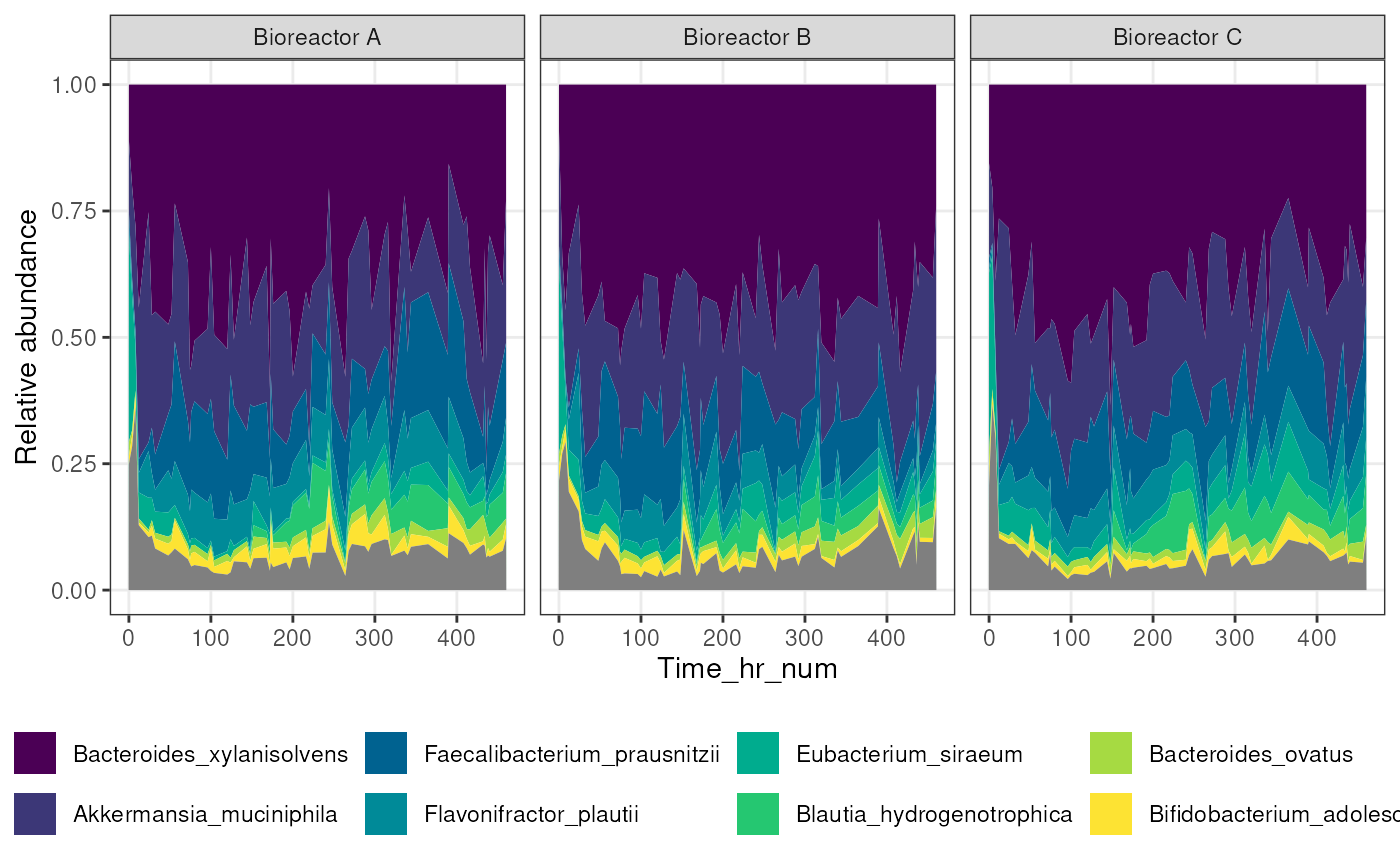 Bioreactor A Bioreactor B Bioreactor C
1.00
0.75
0.50
0.25
0.00
Relative abundance
0 100 200 300 400 0 100 200 300 400 0 100 200 300 400
Time_hr_num
Bacteroides_xylanisolvens Faecalibacterium_prausnitzii Eubacterium_siraeum Bacteroides_ovatus
Akkermansia_muciniphila Flavonifractor_plautii Blautia_hydrogenotrophica Bifidobacterium_adolesc